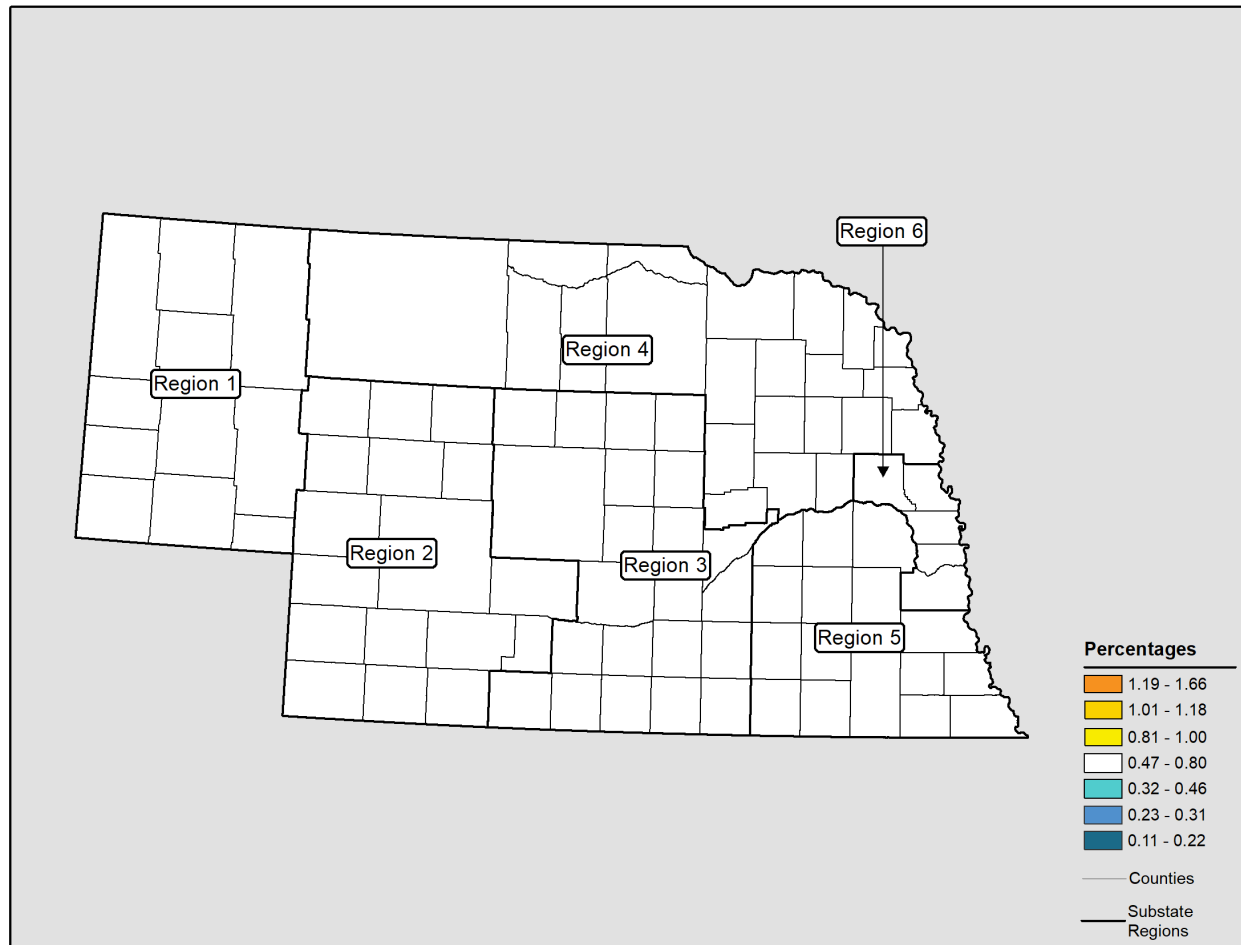 Region 6
Region 4
Region 1
Region 2
Region 3
Region 5
Percentages
1.19 - 1.66
1.01 - 1.18
0.81 - 1.00
0.47 - 0.80
0.32 - 0.46
0.23 - 0.31
0.11 - 0.22
Counties
Substate
Regions